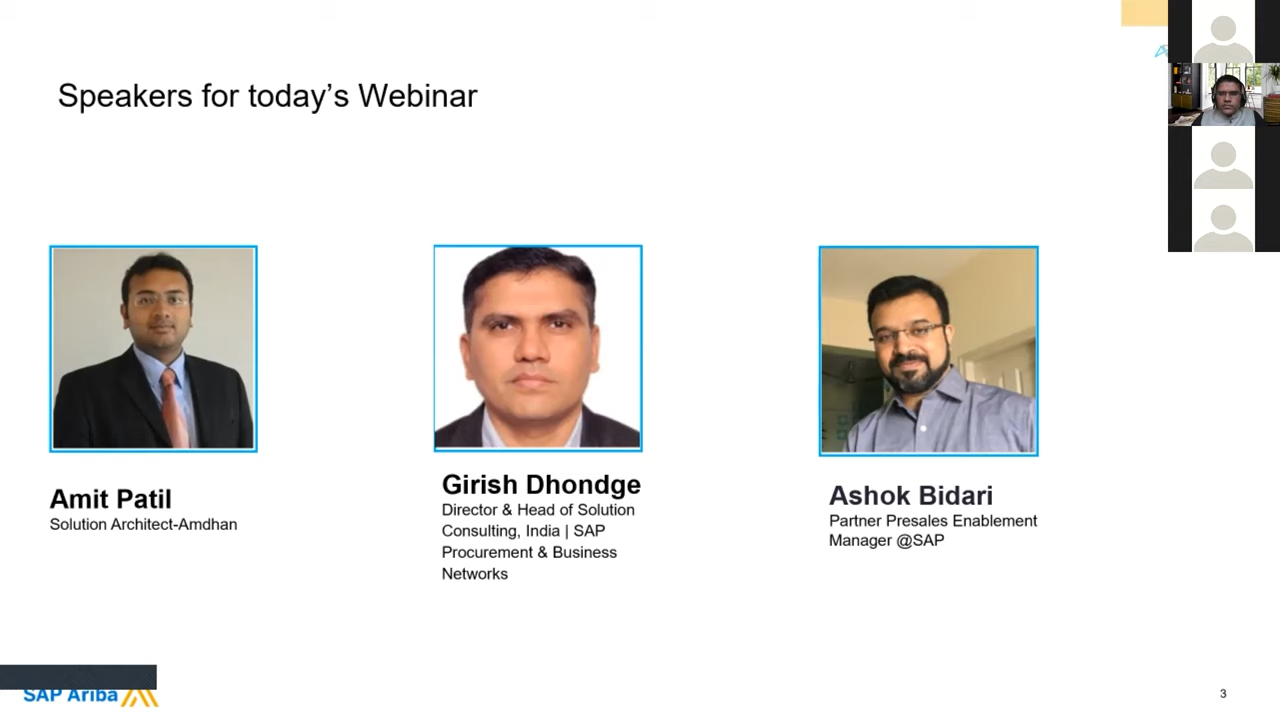 Speakers for today's Webinar
Amit Patil
Solution Architect-Amdhan
Girish Dhondge
Director & Head of Solution
Consulting, India | SAP
Procurement & Business
Networks
Ashok Bidari
Partner Presales Enablement
Manager @SAP
SAP Ariba
3